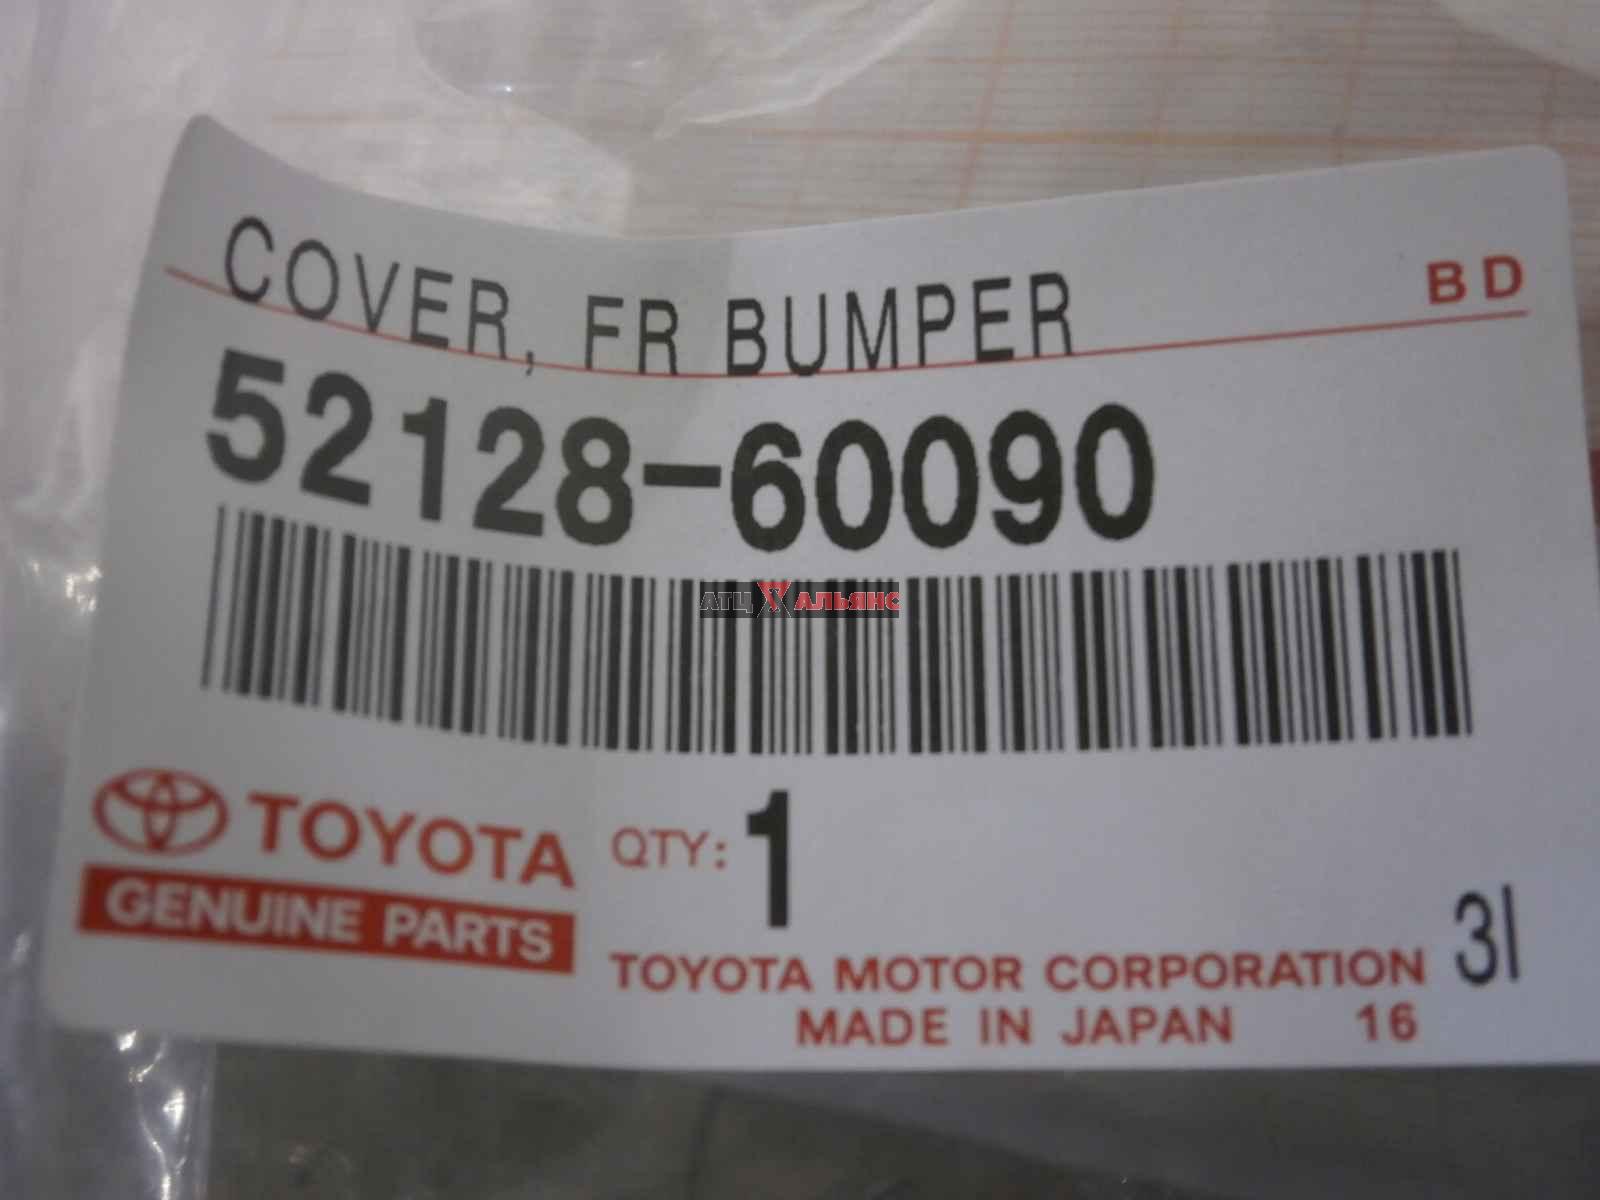 COVER, FR BUMPER
BD
52128-60090
АТЦ АЛЬЯНС
TOYOTA
GENUINE PARTS
QTY: 1
TOYOTA MOTOR CORPORATION 31
MADE IN JAPAN 16